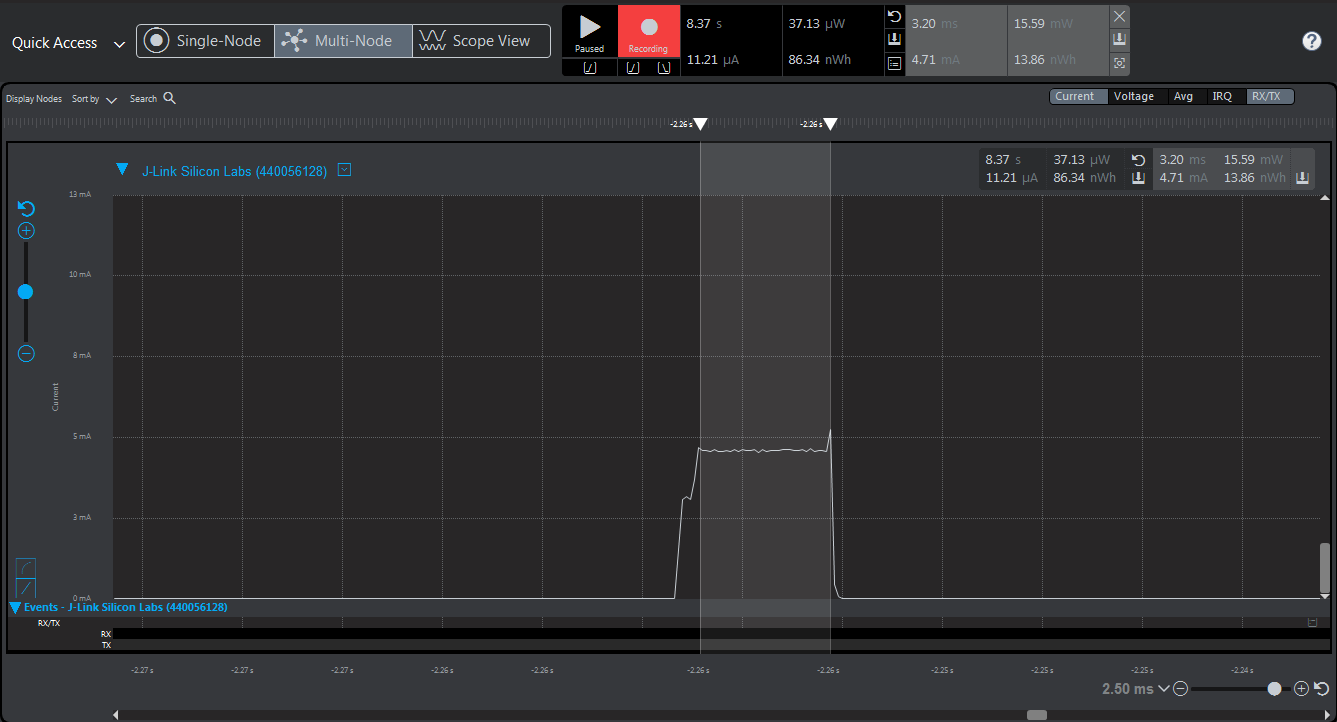 Quick Access
Single-Node
Multi-Node
Scope View
Paused
Recording
8.37 s
11.21 µA
37.13 µW
86.34 nWh
3.20 ms
4.71 mA
15.59 mW
13.86 nWh
?
Display Nodes Sort by Search
Current Voltage Avg IRQ RX/TX
-2.26 s -2.26 s
J-Link Silicon Labs (440056128)
8.37 s 37.13 µW 3.20 ms 15.59 mW
11.21 µA 86.34 nWh 4.71 mA 13.86 nWh
13 mA
10 mA
8 mA
Current
5 mA
3 mA
0 mA
Events - J-Link Silicon Labs (440056128)
RX/TX
RX
TX
-2.27 s -2.27 s -2.27 s -2.26 s -2.26 s -2.26 s -2.26 s -2.25 s -2.25 s -2.25 s -2.24 s
2.50 ms